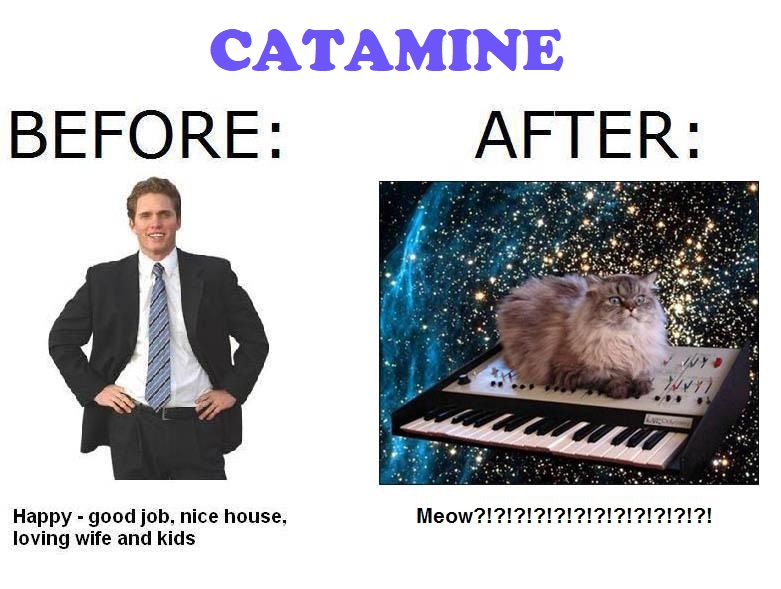 CATAMINE
BEFORE:
AFTER:
Happy - good job, nice house,
loving wife and kids
Meow?!?!?!?!?!?!?!?!?!?!?!?!